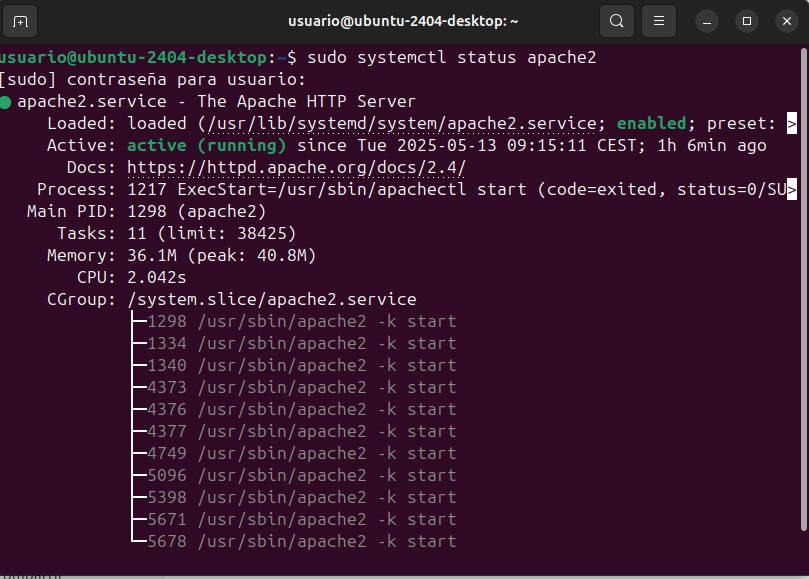 usuario@ubuntu-2404-desktop: ~
usuario@ubuntu-2404-desktop:~$ sudo systemctl status apache2
[sudo] contraseña para usuario:
● apache2.service - The Apache HTTP Server
Loaded: loaded (/usr/lib/systemd/system/apache2.service; enabled; preset: >
Active: active (running) since Tue 2025-05-13 09:15:11 CEST; 1h 6min ago
Docs: https://httpd.apache.org/docs/2.4/
Process: 1217 ExecStart=/usr/sbin/apachectl start (code=exited, status=0/SU>
Main PID: 1298 (apache2)
Tasks: 11 (limit: 38425)
Memory: 36.1M (peak: 40.8M)
CPU: 2.042s
CGroup: /system.slice/apache2.service
├─1298 /usr/sbin/apache2 -k start
├─1334 /usr/sbin/apache2 -k start
├─1340 /usr/sbin/apache2 -k start
├─4373 /usr/sbin/apache2 -k start
├─4376 /usr/sbin/apache2 -k start
├─4377 /usr/sbin/apache2 -k start
├─4749 /usr/sbin/apache2 -k start
├─5096 /usr/sbin/apache2 -k start
├─5398 /usr/sbin/apache2 -k start
├─5671 /usr/sbin/apache2 -k start
└─5678 /usr/sbin/apache2 -k start